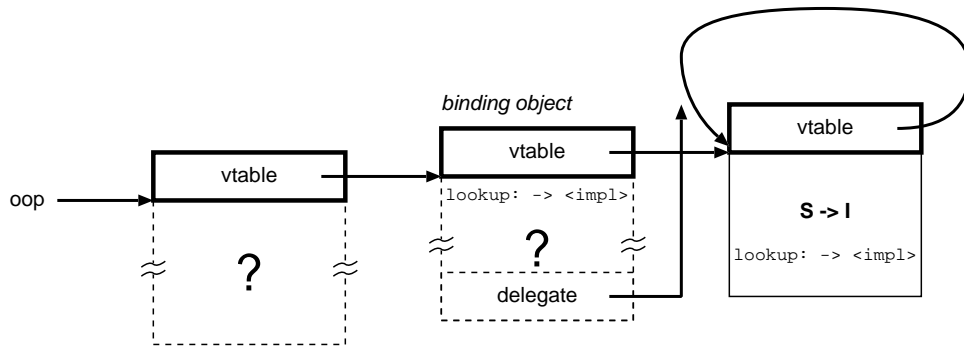 binding object
vtable
vtable
vtable
oop
lookup: -> <impl>
?
?
S -> I
lookup: -> <impl>
delegate